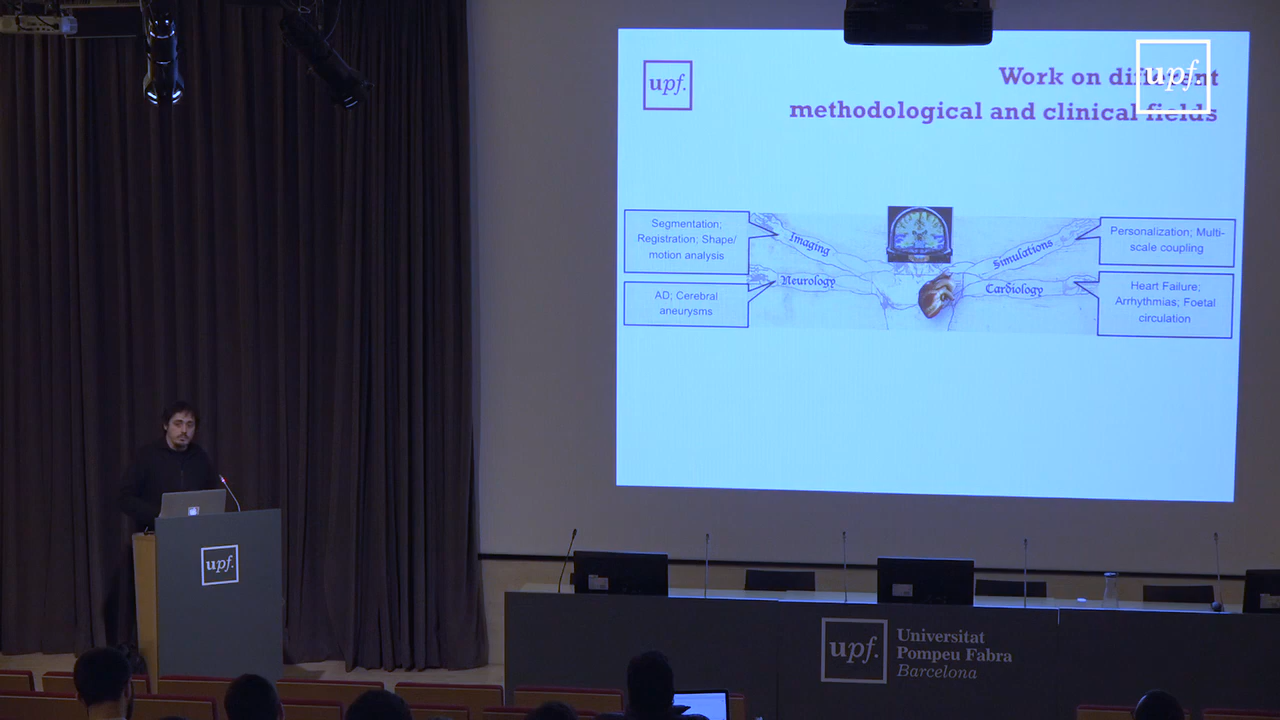 upf.
Work on different
methodological and clinical fields
upf.
Segmentation;
Registration; Shape/
motion analysis
Imaging
Simulations
Personalization; Multi-
scale coupling
AD; Cerebral
aneurysms
Neurology
Cardiology
Heart Failure;
Arrhythmias; Foetal
circulation
upf.
upf.
Universitat
Pompeu Fabra
Barcelona